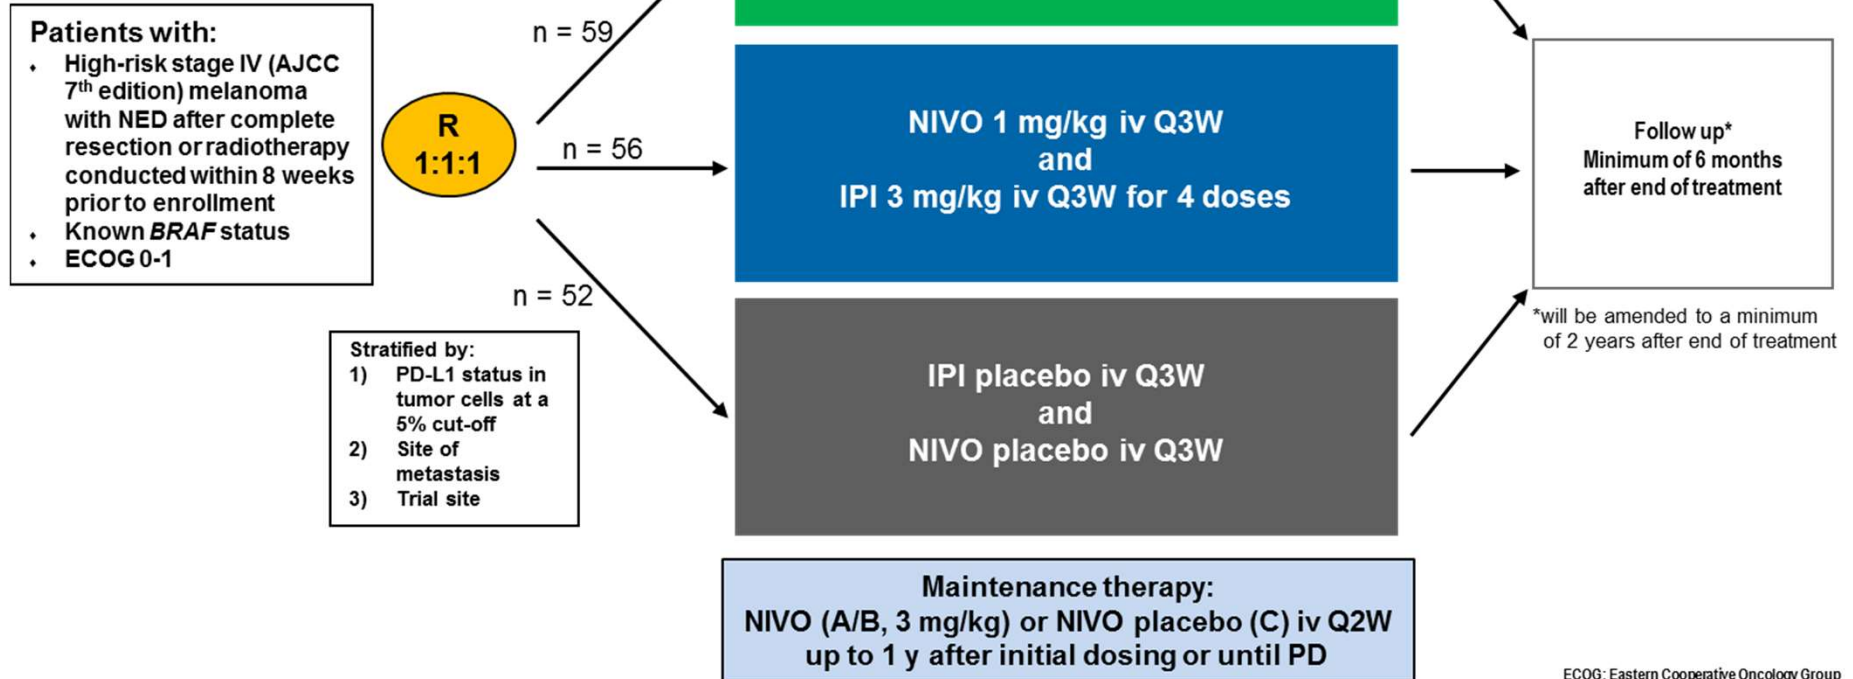 Patients with:
⬩ High-risk stage IV (AJCC
7th edition) melanoma
with NED after complete
resection or radiotherapy
conducted within 8 weeks
prior to enrollment
⬩ Known BRAF status
⬩ ECOG 0-1
R
1:1:1
n = 59
n = 56
n = 52
Stratified by:
1) PD-L1 status in
tumor cells at a
5% cut-off
2) Site of
metastasis
3) Trial site
NIVO 1 mg/kg iv Q3W
and
IPI 3 mg/kg iv Q3W for 4 doses
IPI placebo iv Q3W
and
NIVO placebo iv Q3W
Maintenance therapy:
NIVO (A/B, 3 mg/kg) or NIVO placebo (C) iv Q2W
up to 1 y after initial dosing or until PD
Follow up*
Minimum of 6 months
after end of treatment
*will be amended to a minimum
of 2 years after end of treatment
ECOG: Eastern Cooperative Oncology Group